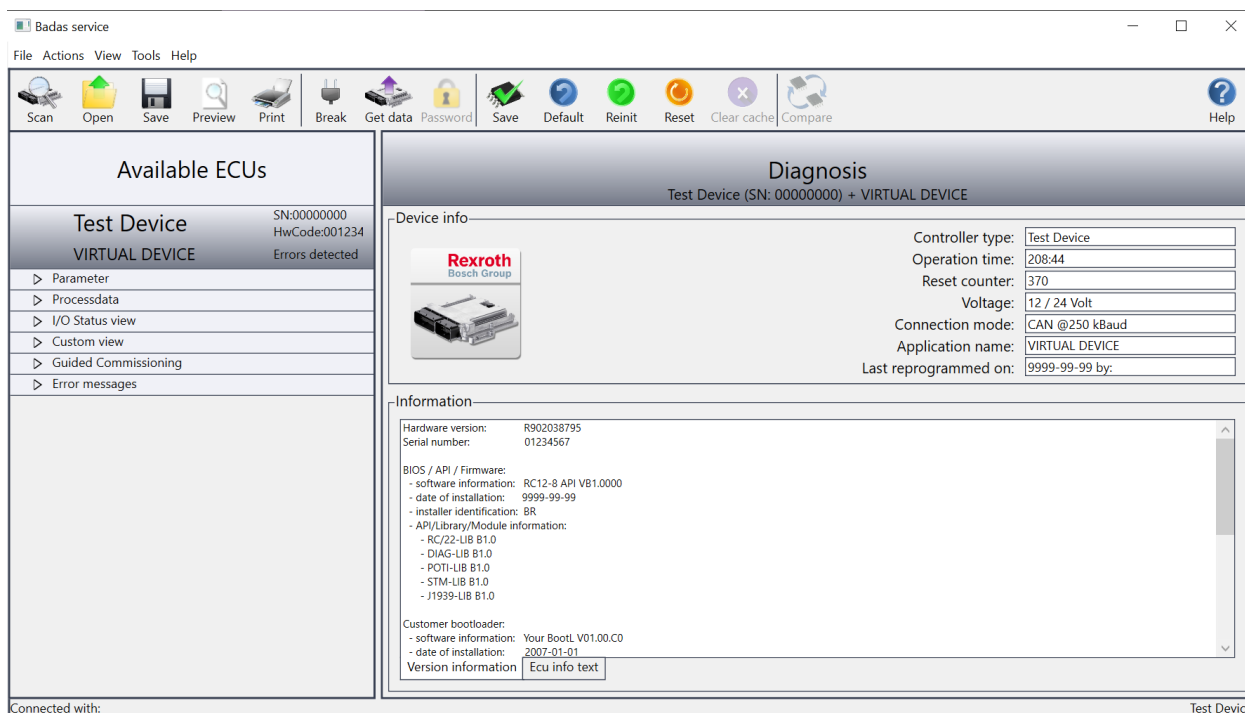 Badas service
File Actions View Tools Help
Scan Open Save Preview Print Break Get data Password Save Default Reinit Reset Clear cache Compare Help
Available ECUs
Test Device SN:00000000
HwCode:001234
VIRTUAL DEVICE Errors detected
Parameter
Processdata
I/O Status view
Custom view
Guided Commissioning
Error messages
Diagnosis
Test Device (SN: 00000000) + VIRTUAL DEVICE
Device info
Rexroth
Bosch Group
Controller type: Test Device
Operation time: 208:44
Reset counter: 370
Voltage: 12 / 24 Volt
Connection mode: CAN @250 kBaud
Application name: VIRTUAL DEVICE
Last reprogrammed on: 9999-99-99 by:
Information
Hardware version: R902038795
Serial number: 01234567
BIOS / API / Firmware:
- software information: RC12-8 API VB1.0000
- date of installation: 9999-99-99
- installer identification: BR
- API/Library/Module information:
- RC/22-LIB B1.0
- DIAG-LIB B1.0
- POTI-LIB B1.0
- STM-LIB B1.0
- J1939-LIB B1.0
Customer bootloader:
- software information: Your BootL V01.00.C0
- date of installation: 2007-01-01
Version information Ecu info text
Connected with: Test Devic